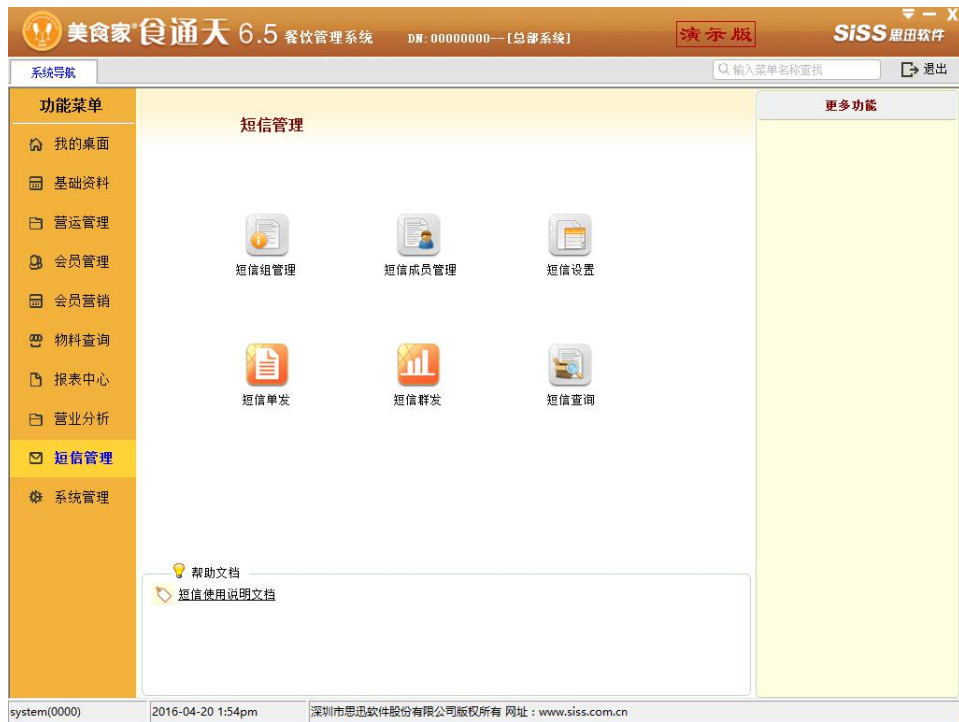 美食家®食通天 6.5 餐饮管理系统 DM:00000000--[总部系统] 演示版 SiSS思迅软件
系统导航 输入菜单名称查找 退出
功能菜单
我的桌面
基础资料
营运管理
会员管理
会员营销
物料查询
报表中心
营业分析
短信管理
系统管理
短信管理
短信组管理 短信成员管理 短信设置
短信单发 短信群发 短信查询
帮助文档
短信使用说明文档
更多功能
system(0000) 2016-04-20 1:54pm 深圳市思迅软件股份有限公司版权所有 网址：www.siss.com.cn